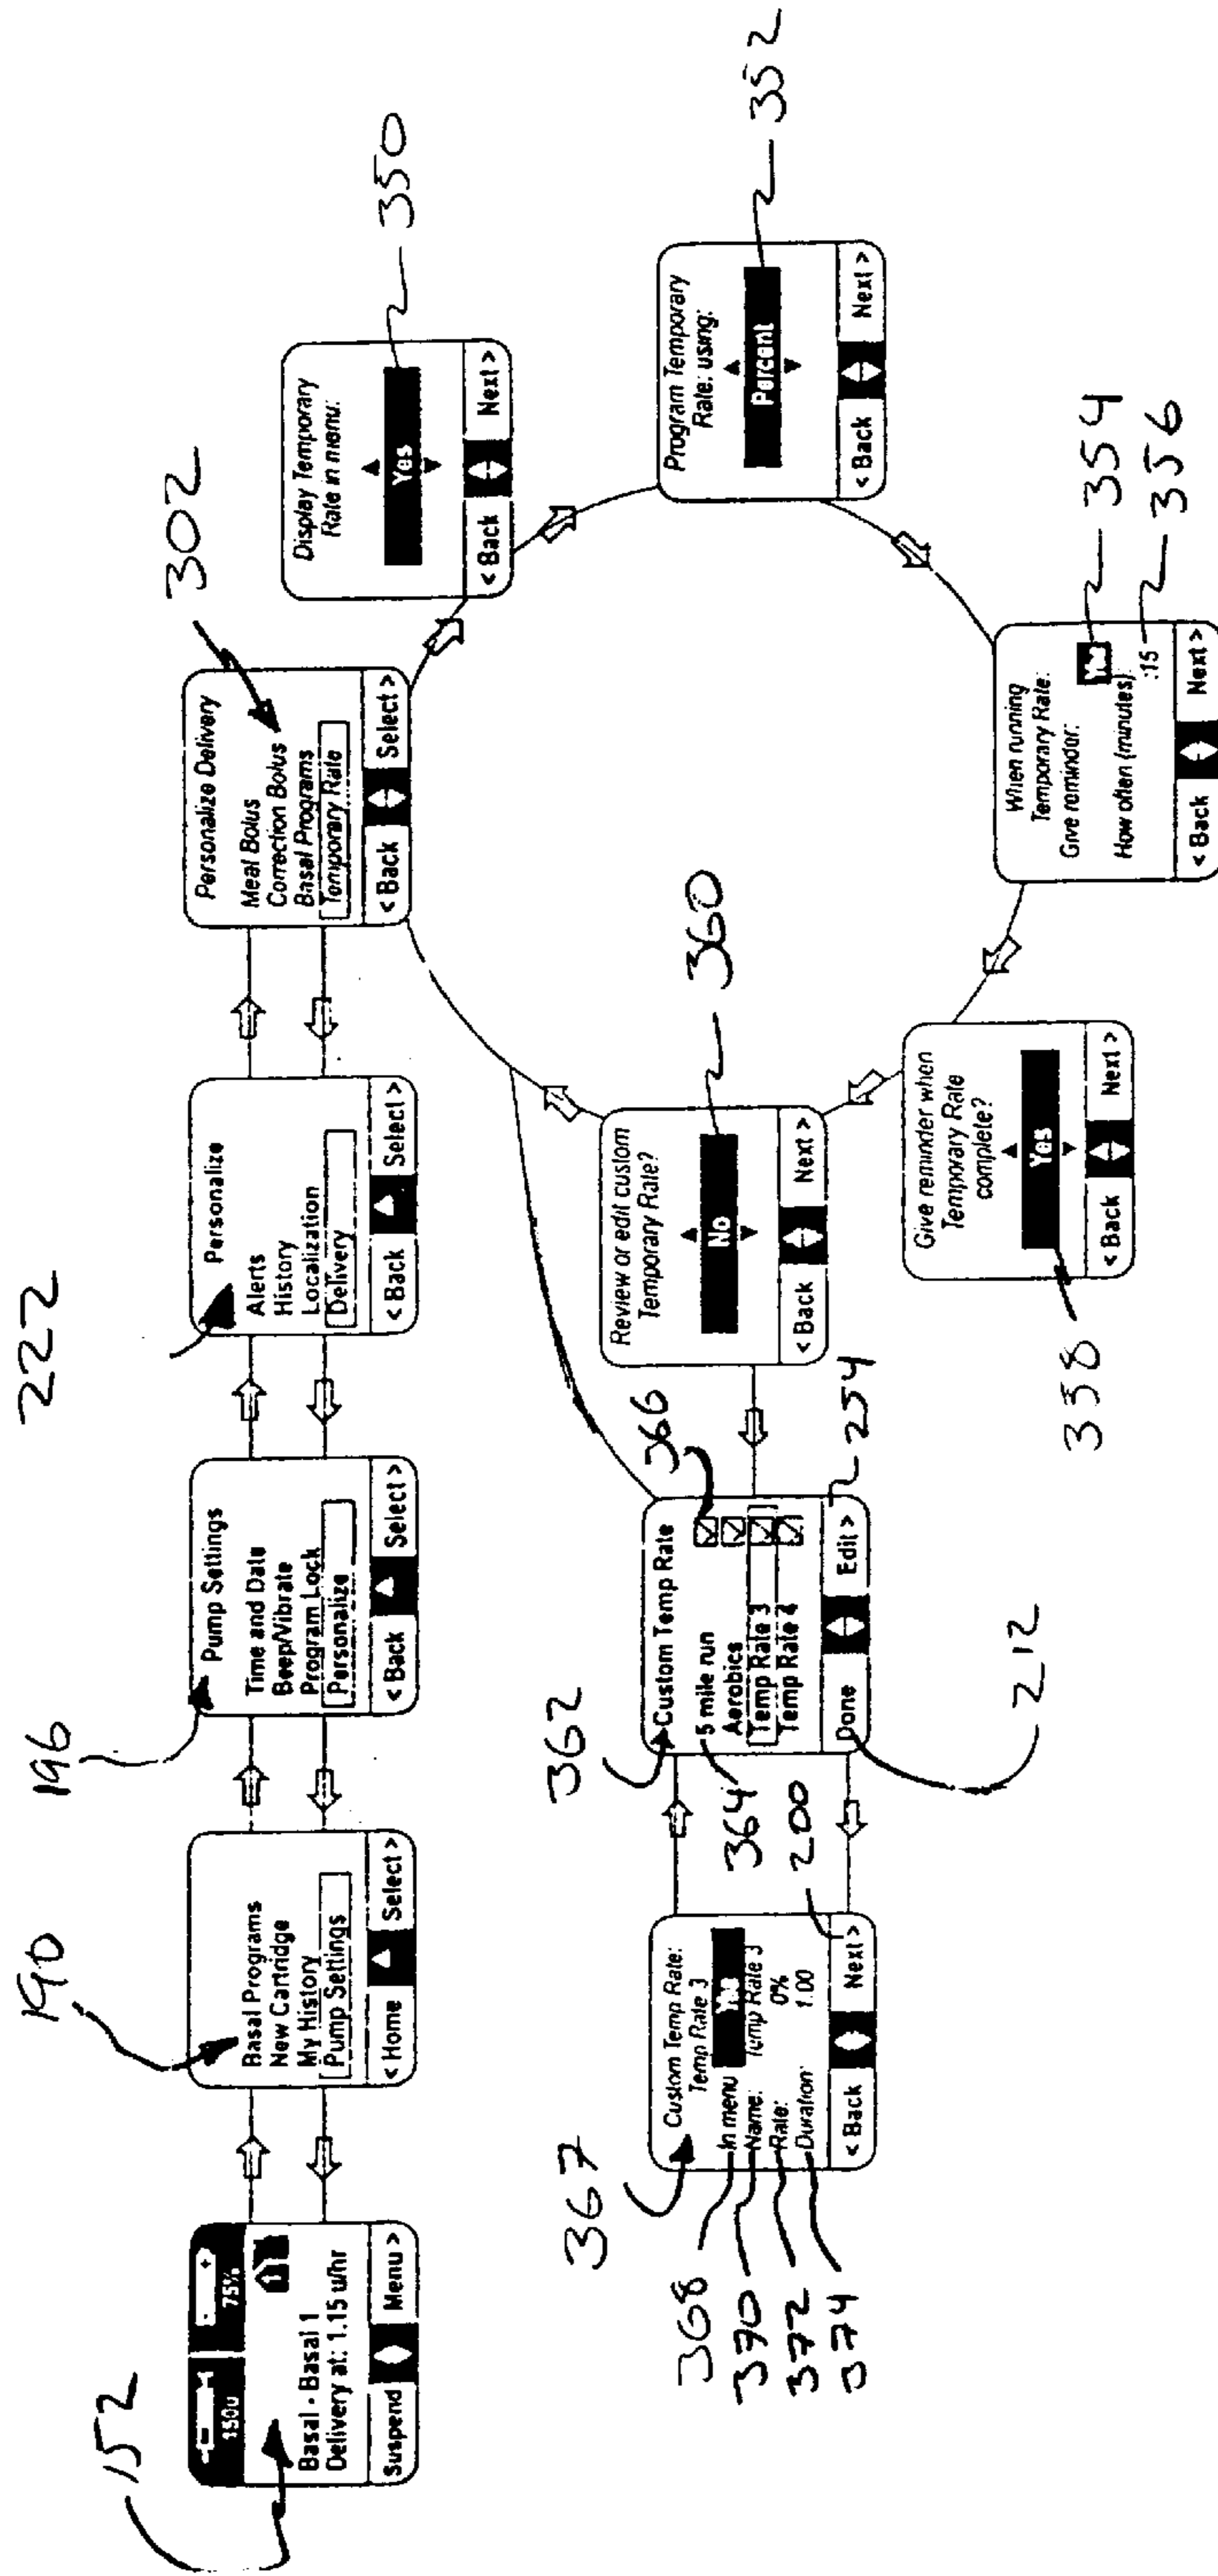 152
150u
75%
1
Basal - Basal 1
Delivery at: 1.15 u/hr
Suspend
Menu >
190
Basal Programs
New Cartridge
My History
Pump Settings
< Home
Select >
196
Pump Settings
Time and Date
Beep/Vibrate
Program Lock
Personalize
< Back
Select >
222
Personalize
Alerts
History
Localization
Delivery
< Back
Select >
302
Personalize Delivery
Meal Bolus
Correction Bolus
Basal Programs
Temporary Rate
< Back
Select >
350
Display Temporary
Rate in menu:
Yes
< Back
Next >
352
Program Temporary
Rate: using:
Percent
< Back
Next >
354
356
When running
Temporary Rate:
Give reminder: Yes
How often (minutes):
:15
< Back
Next >
358
Give reminder when
Temporary Rate
complete?
Yes
< Back
Next >
360
Review or edit custom
Temporary Rate?
No
< Back
Next >
362
364
366
Custom Temp Rate
5 mile run
Aerobics
Temp Rate 3
Temp Rate 4
Done
Edit >
254
212
367
368
370
372
374
200
Custom Temp Rate:
Temp Rate 3
In menu Yes
Name: Temp Rate 3
Rate: 0%
Duration: 1.00
< Back
Next >